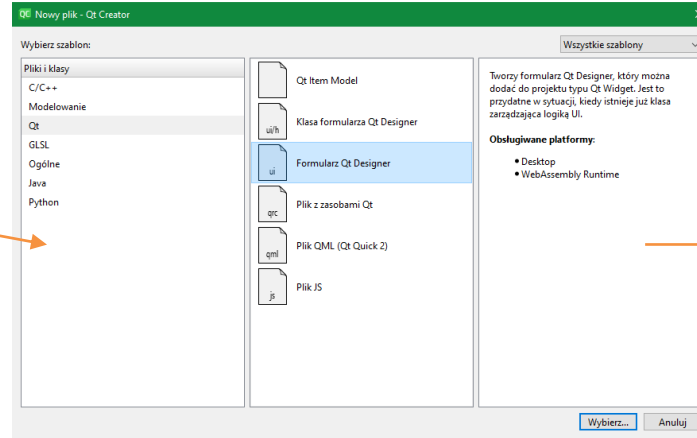 QC Nowy plik - Qt Creator
Wybierz szablon:
Wszystkie szablony
Pliki i klasy
C/C++
Modelowanie
Qt
GLSL
Ogólne
Java
Python
Qt Item Model
ui/h
Klasa formularza Qt Designer
ui
Formularz Qt Designer
qrc
Plik z zasobami Qt
qml
Plik QML (Qt Quick 2)
js
Plik JS
Tworzy formularz Qt Designer, który można
dodać do projektu typu Qt Widget. Jest to
przydatne w sytuacji, kiedy istnieje już klasa
zarządzająca logiką UI.
Obsługiwane platformy:
• Desktop
• WebAssembly Runtime
Wybierz...
Anuluj